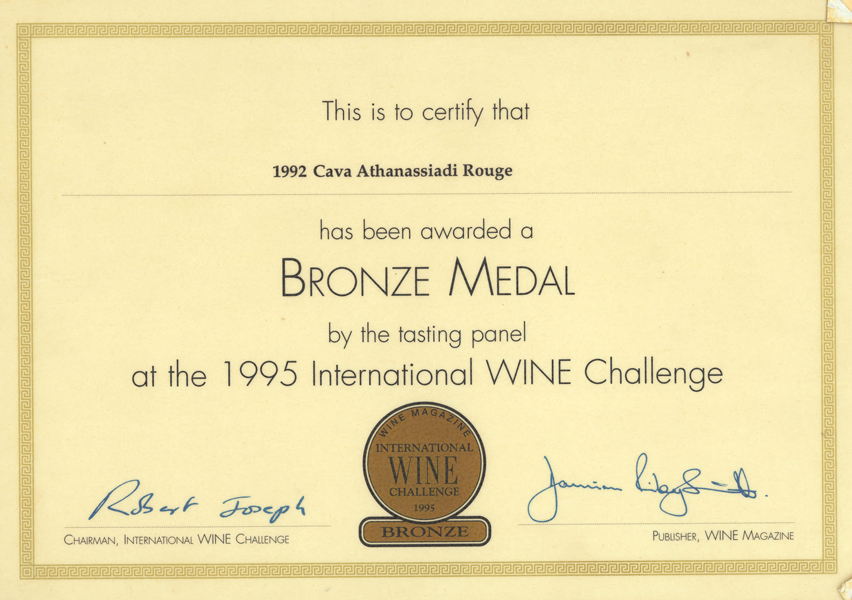 This is to certify that
1992 Cava Athanassiadi Rouge
has been awarded a
BRONZE MEDAL
by the tasting panel
at the 1995 International WINE Challenge
WINE MAGAZINE
INTERNATIONAL
WINE
CHALLENGE
1995
BRONZE
Robert Joseph
CHAIRMAN, INTERNATIONAL WINE CHALLENGE
PUBLISHER, WINE MAGAZINE